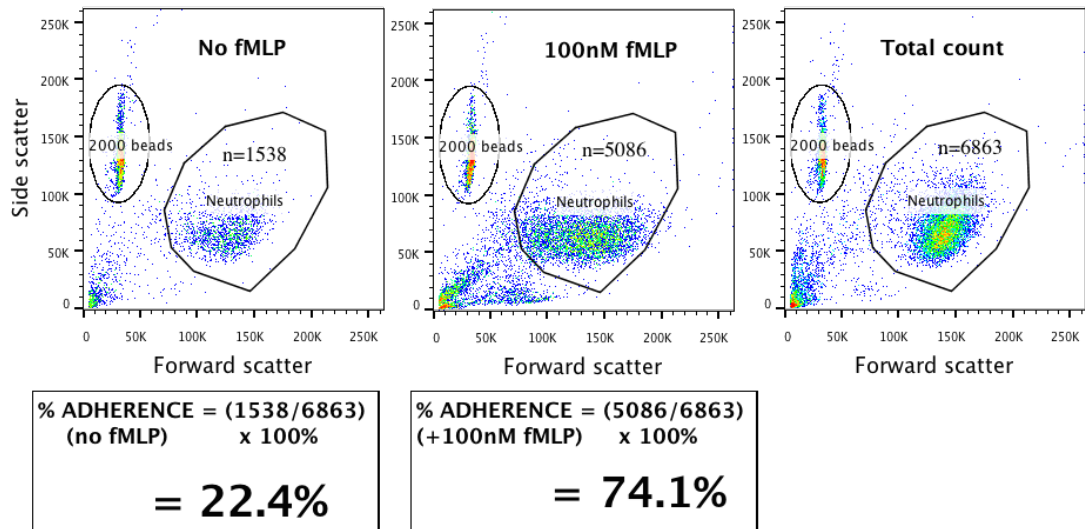 No fMLP
100nM fMLP
Total count
Side scatter
250K
200K
150K
100K
50K
0
2000 beads
n=1538
Neutrophils
0
50K
100K
150K
200K
250K
Forward scatter
250K
200K
150K
100K
50K
0
2000 beads
n=5086
Neutrophils
0
50K
100K
150K
200K
250K
Forward scatter
250K
200K
150K
100K
50K
0
2000 beads
n=6863
Neutrophils
0
50K
100K
150K
200K
250K
Forward scatter
% ADHERENCE = (1538/6863)
(no fMLP) x 100%
= 22.4%
% ADHERENCE = (5086/6863)
(+100nM fMLP) x 100%
= 74.1%